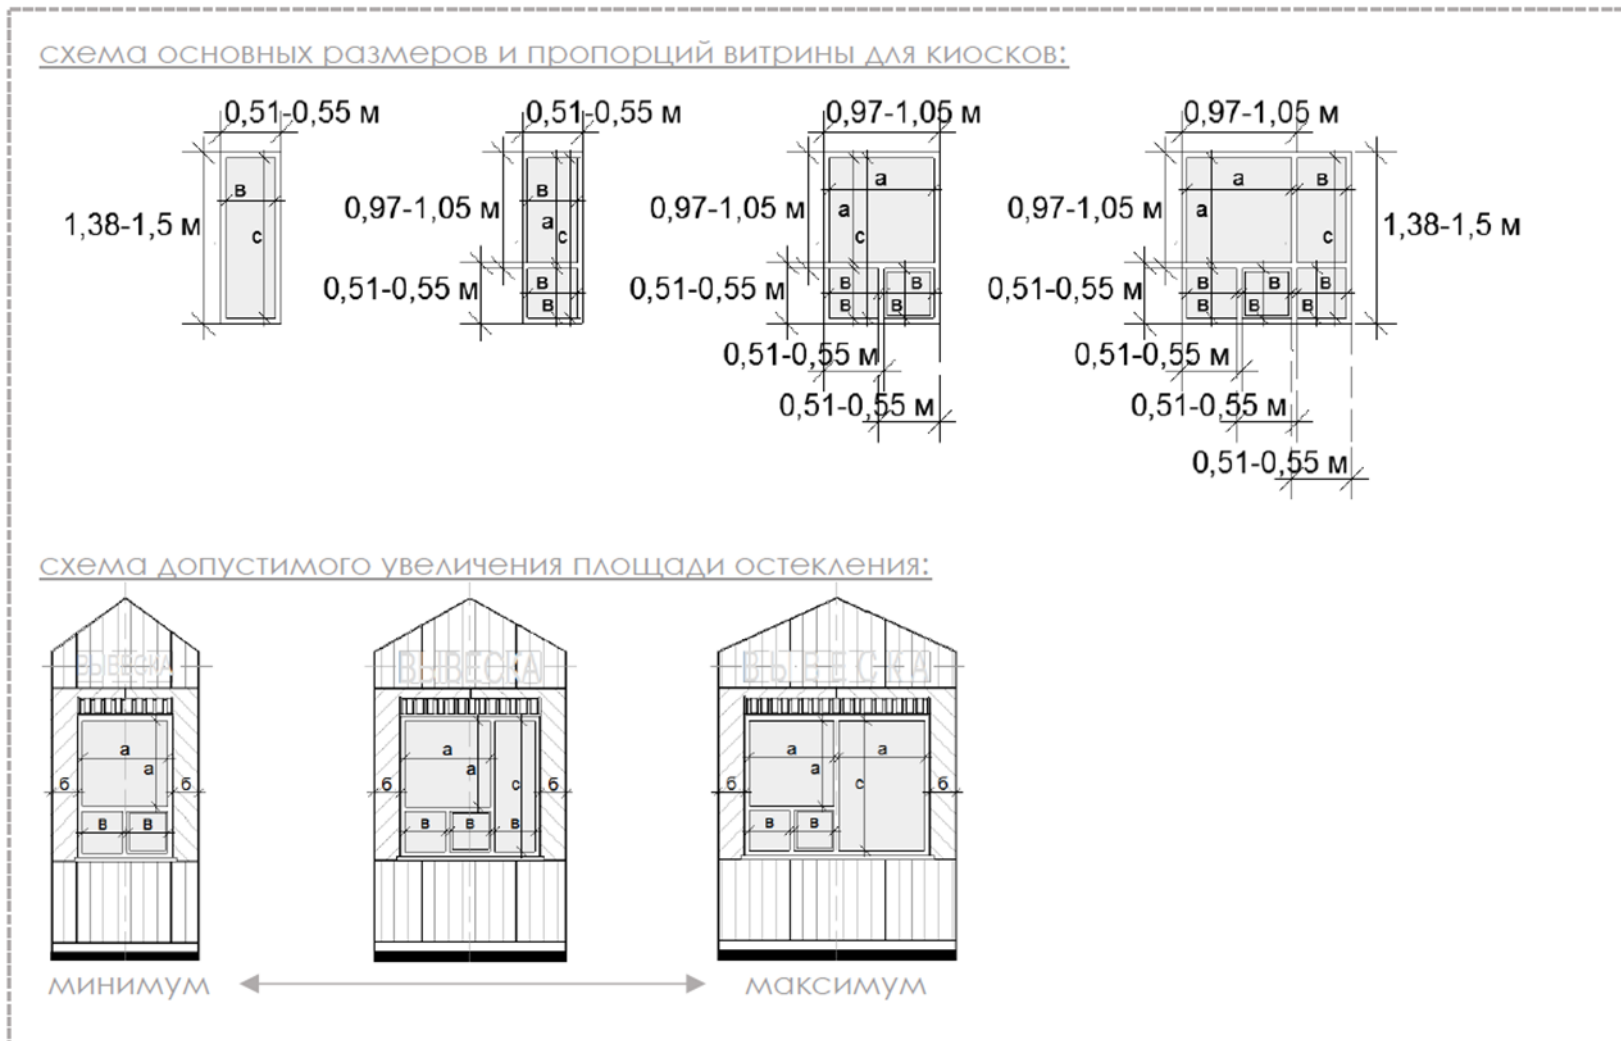 схема основных размеров и пропорций витрины для киосков:
0,51-0,55 м 0,51-0,55 м 0,97-1,05 м 0,97-1,05 м
в в а а в
1,38-1,5 м 0,97-1,05 м 0,97-1,05 м 0,97-1,05 м 1,38-1,5 м
с а с а с а с
0,51-0,55 м 0,51-0,55 м 0,51-0,55 м
в в в в в в
в в в в в в
0,51-0,55 м 0,51-0,55 м
0,51-0,55 м 0,51-0,55 м
0,51-0,55 м
схема допустимого увеличения площади остекления:
ВЫВЕСКА ВЫВЕСКА ВЫВЕСКА
а а а а
а а а
б б б с б б с б
в в в в в в в
минимум максимум